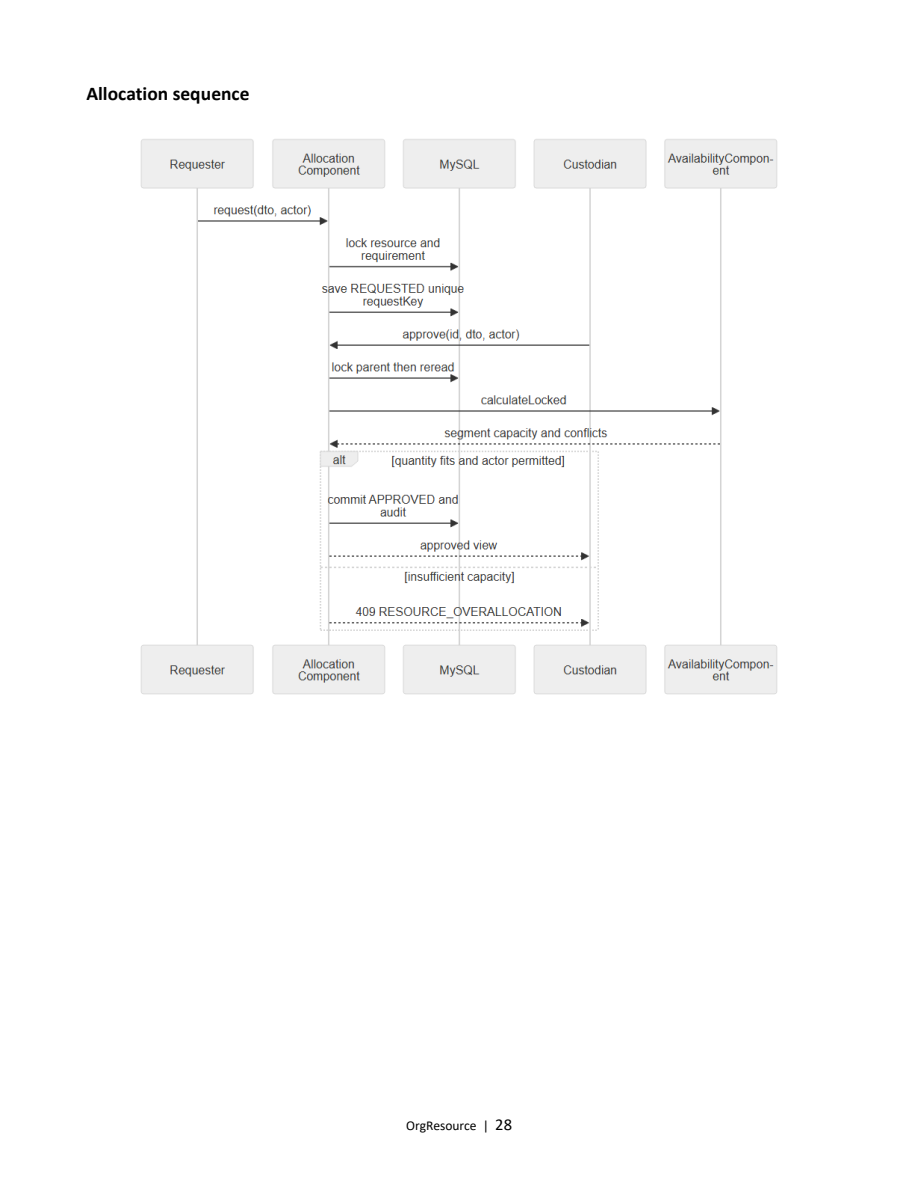 Allocation sequence
Requester
Allocation
Component
MySQL
Custodian
AvailabilityCompon-
ent
request(dto, actor)
lock resource and
requirement
save REQUESTED unique
requestKey
approve(id, dto, actor)
lock parent then reread
calculateLocked
segment capacity and conflicts
alt
[quantity fits and actor permitted]
commit APPROVED and
audit
approved view
[insufficient capacity]
409 RESOURCE_OVERALLOCATION
Requester
Allocation
Component
MySQL
Custodian
AvailabilityCompon-
ent
OrgResource | 28